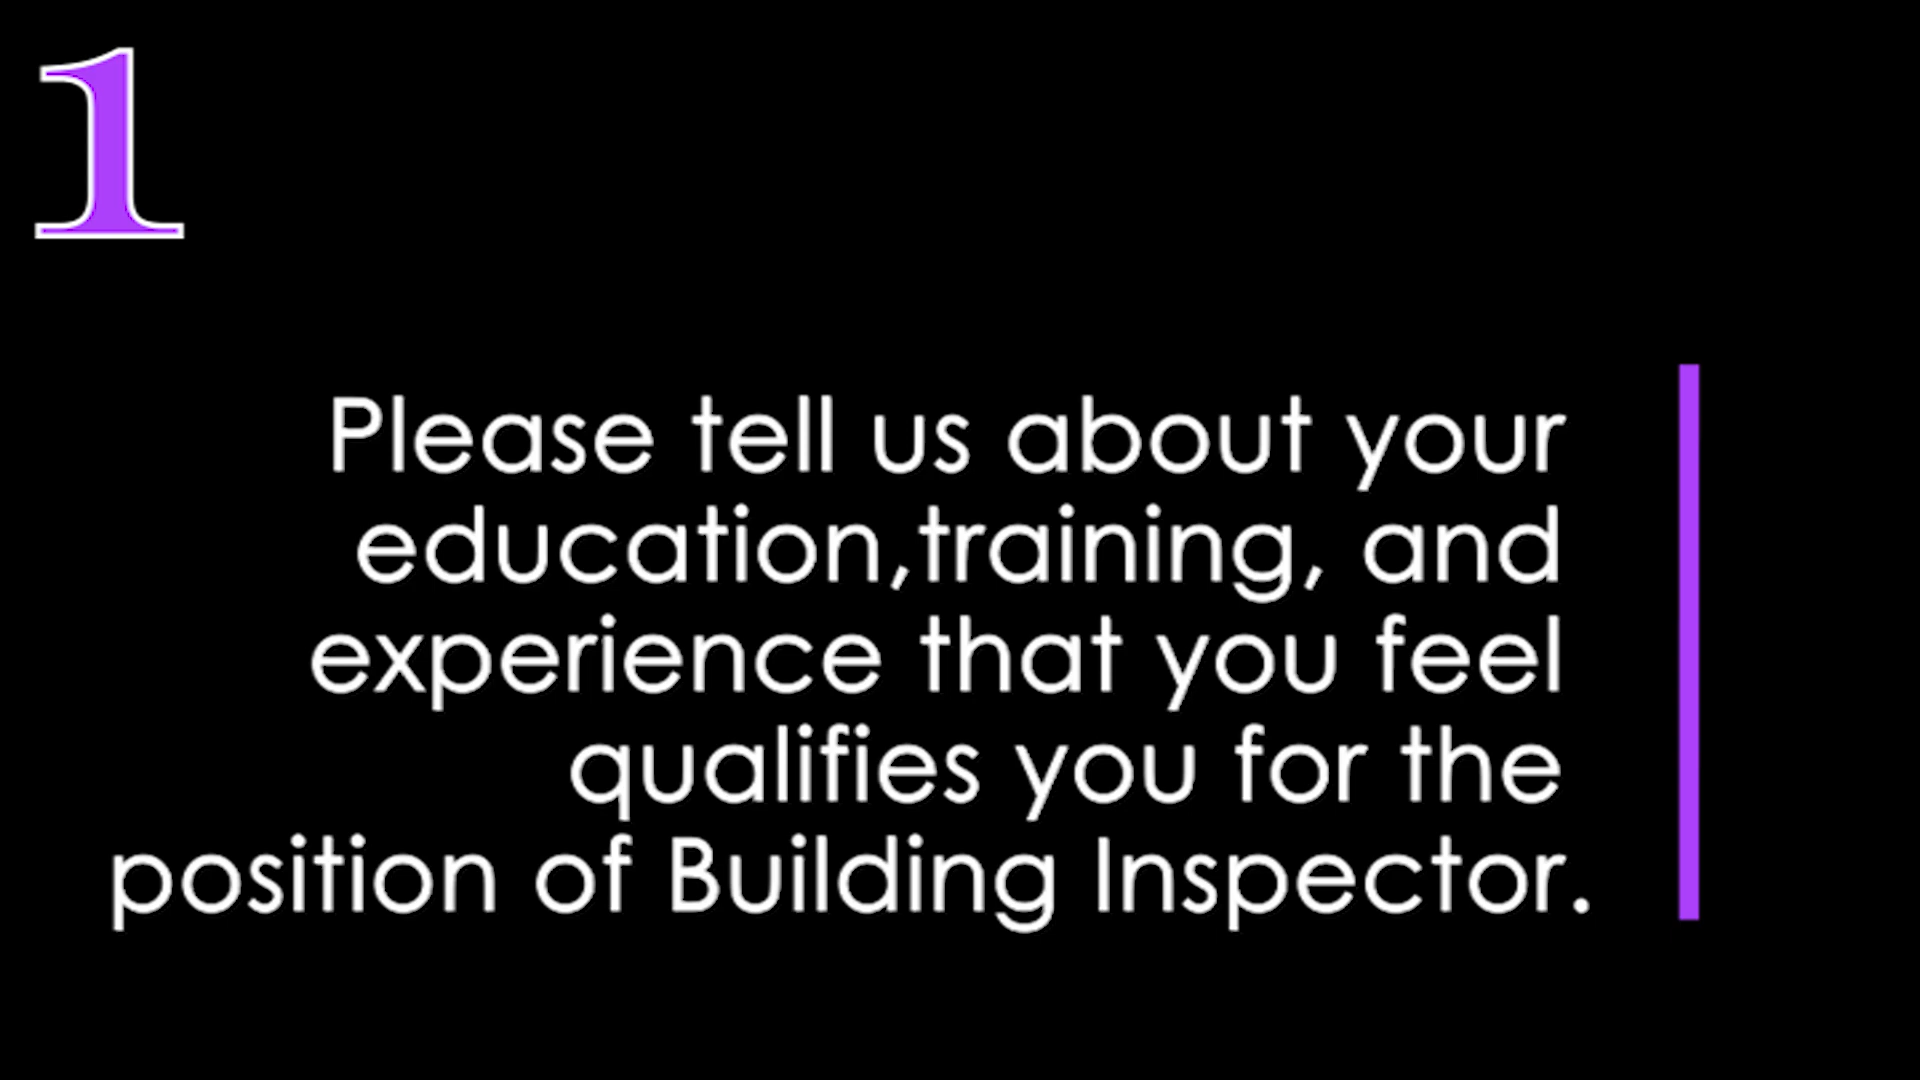 1
Please tell us about your
education,training, and
experience that you feel
qualifies you for the
position of Building Inspector.